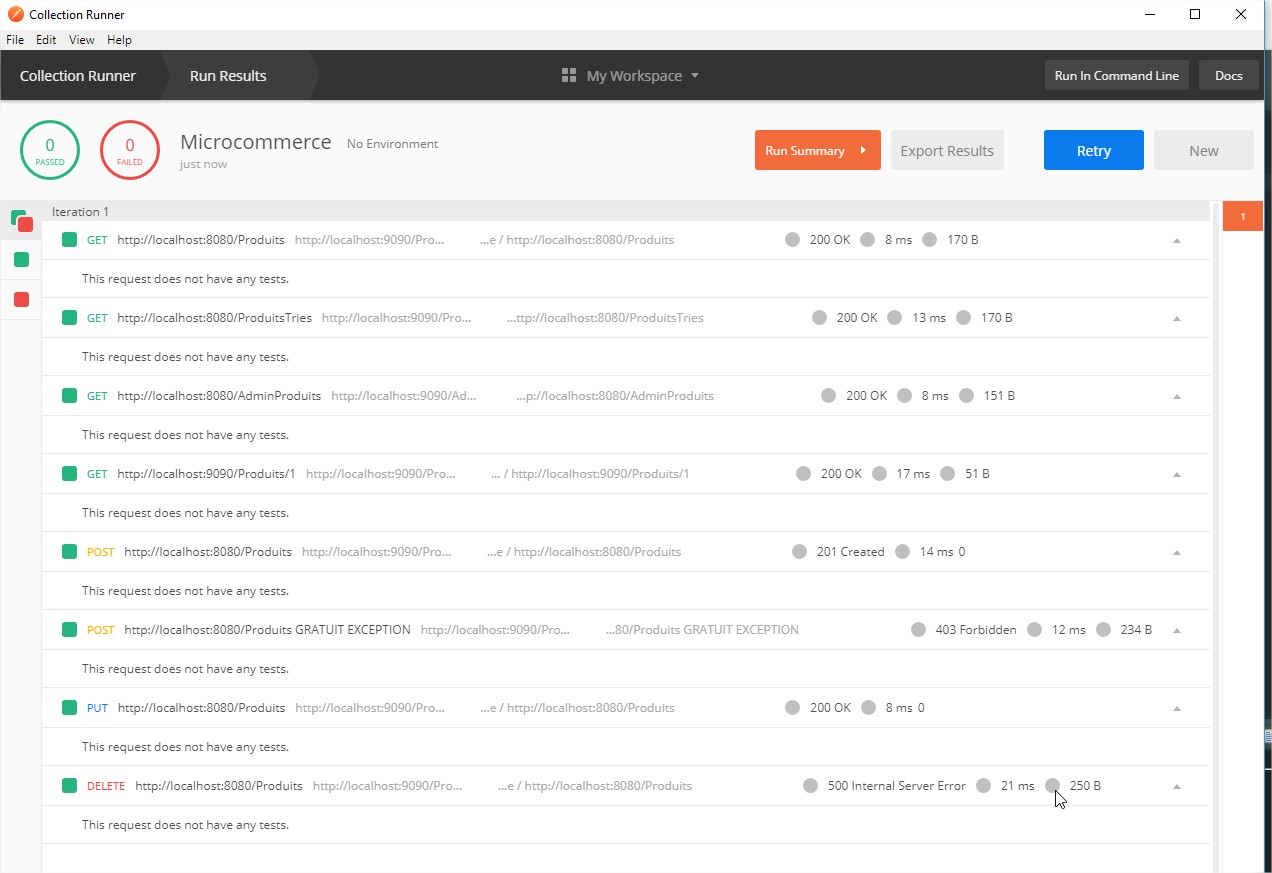 Collection Runner
File Edit View Help
Collection Runner Run Results My Workspace Run In Command Line Docs
0 PASSED 0 FAILED Microcommerce No Environment Run Summary Export Results Retry New
just now
Iteration 1 1
GET http://localhost:8080/Produits http://localhost:9090/Pro... ...e / http://localhost:8080/Produits 200 OK 8 ms 170 B
This request does not have any tests.
GET http://localhost:8080/ProduitsTries http://localhost:9090/Pro... ...ttp://localhost:8080/ProduitsTries 200 OK 13 ms 170 B
This request does not have any tests.
GET http://localhost:8080/AdminProduits http://localhost:9090/Ad... ...p://localhost:8080/AdminProduits 200 OK 8 ms 151 B
This request does not have any tests.
GET http://localhost:9090/Produits/1 http://localhost:9090/Pro... ... / http://localhost:9090/Produits/1 200 OK 17 ms 51 B
This request does not have any tests.
POST http://localhost:8080/Produits http://localhost:9090/Pro... ...e / http://localhost:8080/Produits 201 Created 14 ms 0
This request does not have any tests.
POST http://localhost:8080/Produits GRATUIT EXCEPTION http://localhost:9090/Pro... ...80/Produits GRATUIT EXCEPTION 403 Forbidden 12 ms 234 B
This request does not have any tests.
PUT http://localhost:8080/Produits http://localhost:9090/Pro... ...e / http://localhost:8080/Produits 200 OK 8 ms 0
This request does not have any tests.
DELETE http://localhost:8080/Produits http://localhost:9090/Pro... ...e / http://localhost:8080/Produits 500 Internal Server Error 21 ms 250 B
This request does not have any tests.